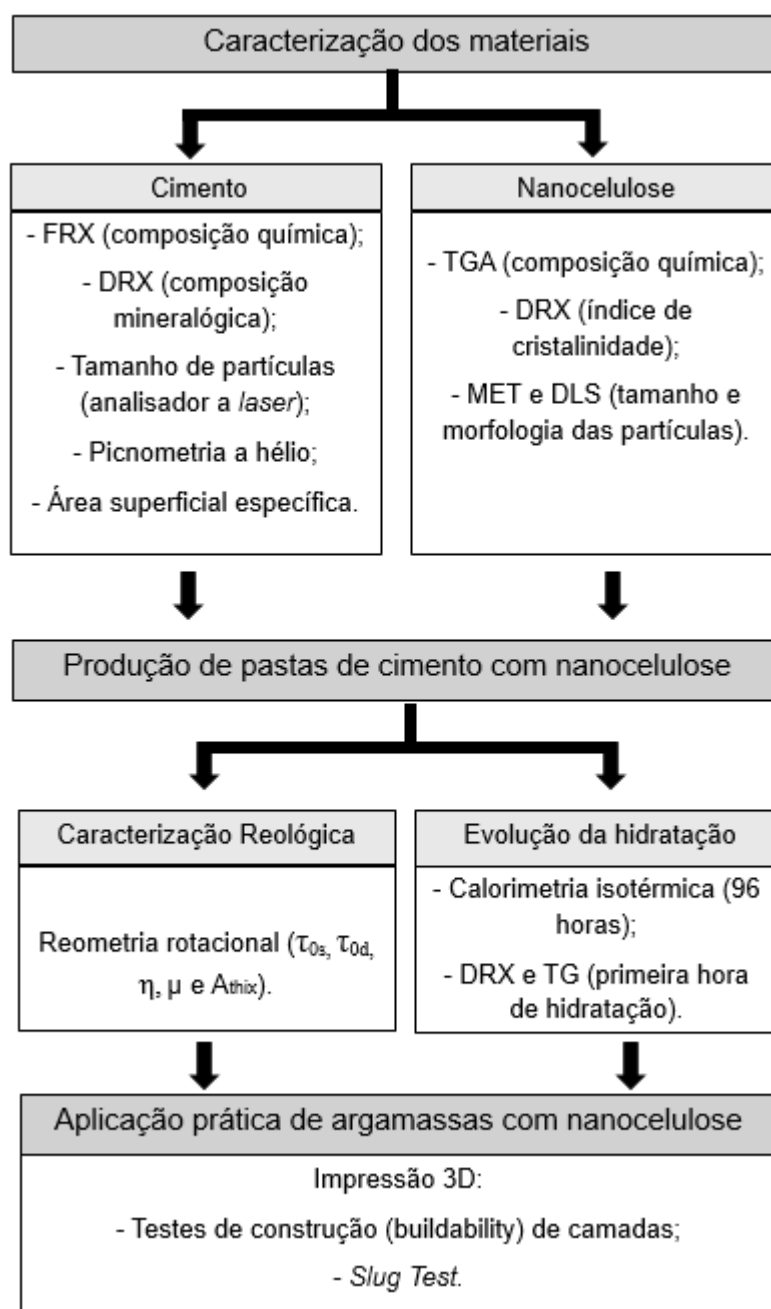 Caracterização dos materiais
Cimento
- FRX (composição química);
- DRX (composição
mineralógica);
- Tamanho de partículas
(analisador a laser);
- Picnometria a hélio;
- Área superficial específica.
Nanocelulose
- TGA (composição química);
- DRX (índice de
cristalinidade);
- MET e DLS (tamanho e
morfologia das partículas).
Produção de pastas de cimento com nanocelulose
Caracterização Reológica
Reometria rotacional (τ0s, τ0d,
η, μ e Athix).
Evolução da hidratação
- Calorimetria isotérmica (96
horas);
- DRX e TG (primeira hora
de hidratação).
Aplicação prática de argamassas com nanocelulose
Impressão 3D:
- Testes de construção (buildability) de camadas;
- Slug Test.